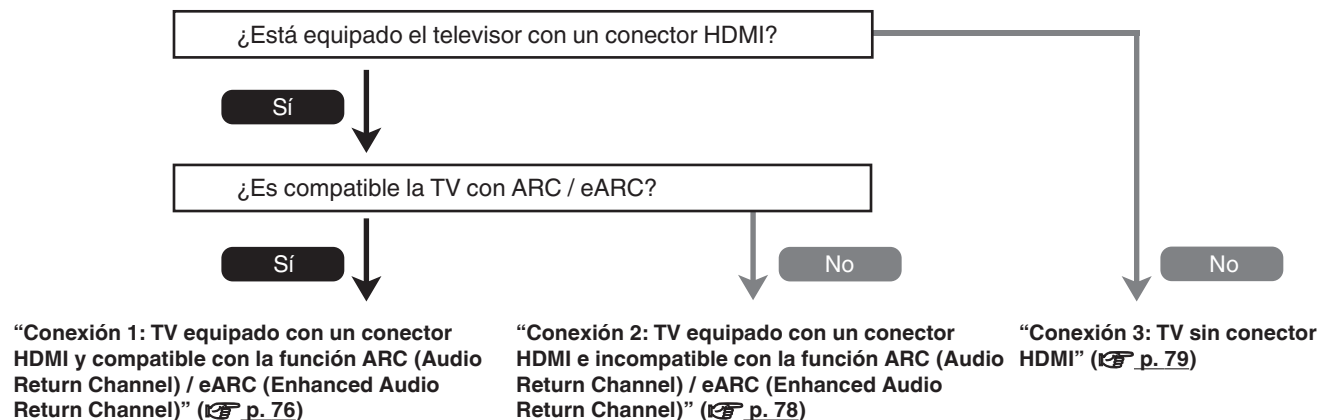 ¿Está equipado el televisor con un conector HDMI?
Sí
¿Es compatible la TV con ARC / eARC?
Sí
No
No
“Conexión 1: TV equipado con un conector
HDMI y compatible con la función ARC (Audio
Return Channel) / eARC (Enhanced Audio
Return Channel)” (☞ p. 76)
“Conexión 2: TV equipado con un conector
HDMI e incompatible con la función ARC (Audio
Return Channel) / eARC (Enhanced Audio
Return Channel)” (☞ p. 78)
“Conexión 3: TV sin conector
HDMI” (☞ p. 79)